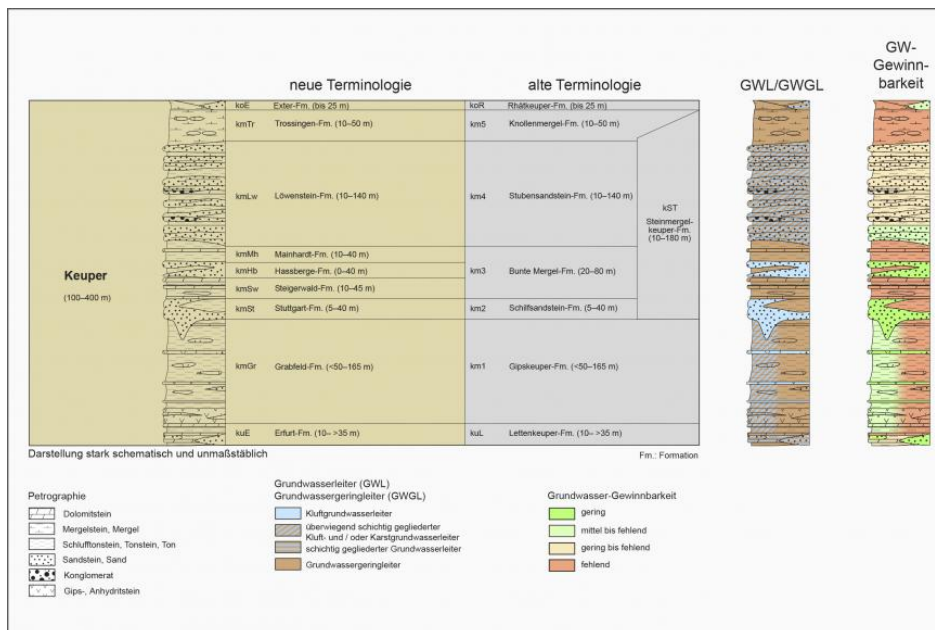 neue Terminologie
alte Terminologie
GWL/GWGL
GW-
Gewinn-
barkeit
Keuper
(100–400 m)
koE Exter-Fm. (bis 25 m) koR Rhätkeuper-Fm. (bis 25 m)
kmTr Trossingen-Fm. (10–50 m) km5 Knollenmergel-Fm. (10–50 m)
kmLw Löwenstein-Fm. (10–140 m) km4 Stubensandstein-Fm. (10–140 m)
kST
Steinmergel-
keuper-Fm.
(10–180 m)
kmMh Mainhardt-Fm. (10–40 m)
kmHb Hassberge-Fm. (0–40 m) km3 Bunte Mergel-Fm. (20–80 m)
kmSw Steigerwald-Fm. (10–45 m)
kmSt Stuttgart-Fm. (5–40 m) km2 Schilfsandstein-Fm. (5–40 m)
kmGr Grabfeld-Fm. (<50–165 m) km1 Gipskeuper-Fm. (<50–165 m)
kuE Erfurt-Fm. (10– >35 m) kuL Lettenkeuper-Fm. (10– >35 m)
Darstellung stark schematisch und unmaßstäblich
Fm.: Formation
Petrographie
Dolomitstein
Mergelstein, Mergel
Schlufftonstein, Tonstein, Ton
Sandstein, Sand
Konglomerat
Gips-, Anhydritstein
Grundwasserleiter (GWL)
Grundwassergeringleiter (GWGL)
Kluftgrundwasserleiter
überwiegend schichtig gegliederter
Kluft- und / oder Karstgrundwasserleiter
schichtig gegliederter Grundwasserleiter
Grundwassergeringleiter
Grundwasser-Gewinnbarkeit
gering
mittel bis fehlend
gering bis fehlend
fehlend